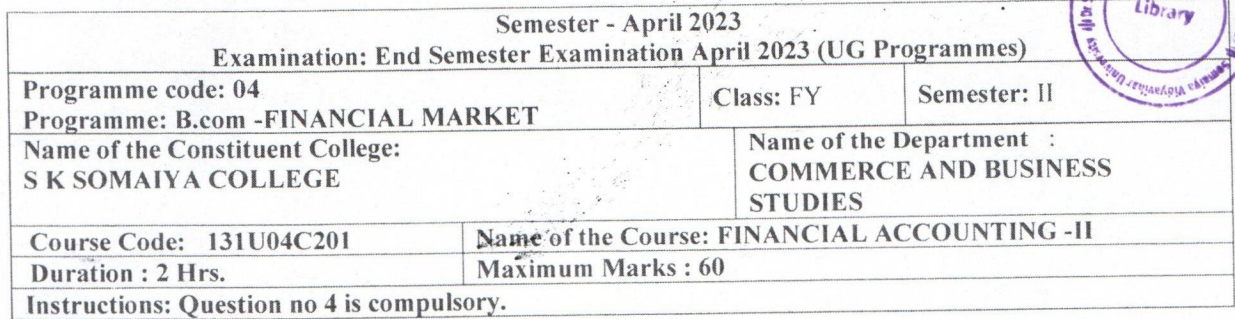 Library
Semester - April 2023
Examination: End Semester Examination April 2023 (UG Programmes)
Programme code: 04
Programme: B.com -FINANCIAL MARKET
Class: FY
Semester: II
Name of the Constituent College:
S K SOMAIYA COLLEGE
Name of the Department :
COMMERCE AND BUSINESS
STUDIES
Course Code: 131U04C201
Name of the Course: FINANCIAL ACCOUNTING -II
Duration : 2 Hrs.
Maximum Marks : 60
Instructions: Question no 4 is compulsory.